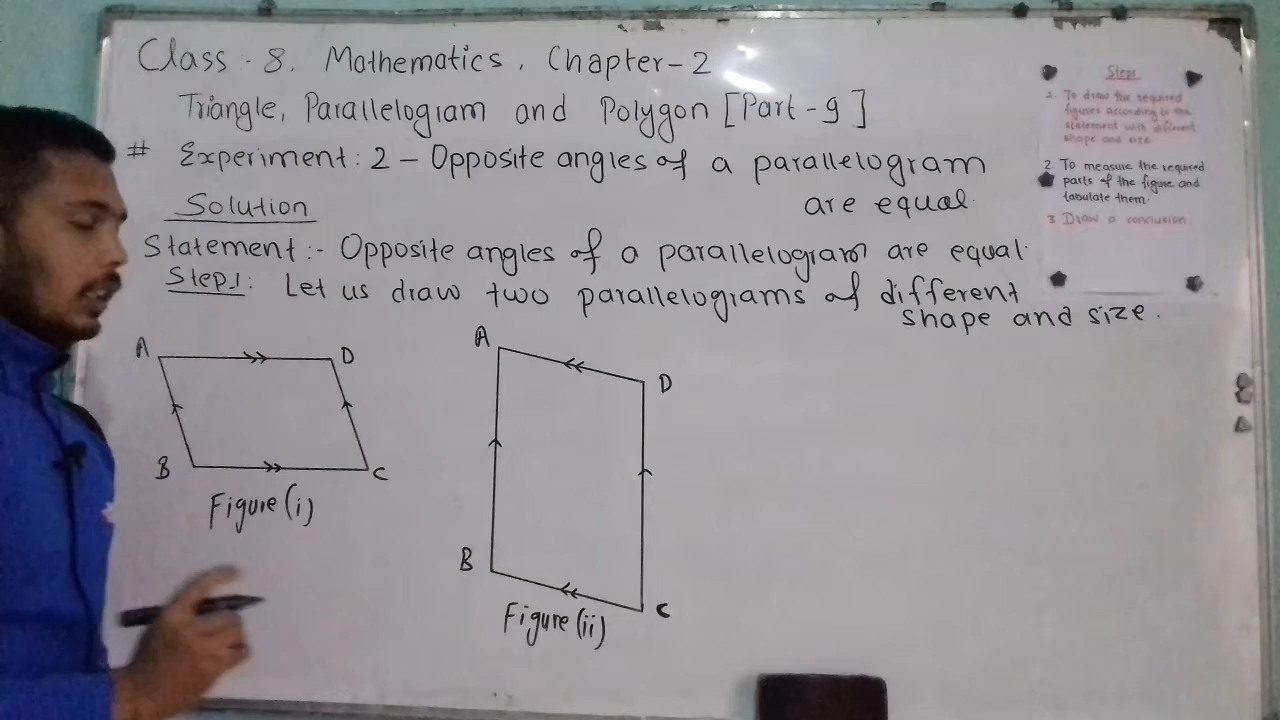 Class - 8. Mathematics, Chapter-2
Triangle, Parallelogram and Polygon [Part-9]
# Experiment: 2 - Opposite angles of a parallelogram
are equal.
Solution
Statement:- Opposite angles of a parallelogram are equal.
Step1: Let us draw two parallelograms of different
shape and size.
A D
B C
Figure(i)
A
D
B
C
Figure(ii)
Steps
1. To draw the required
figures according to the
statement with different
shape and size
2. To measure the required
parts of the figure and
tabulate them.
3 Draw a conclusion